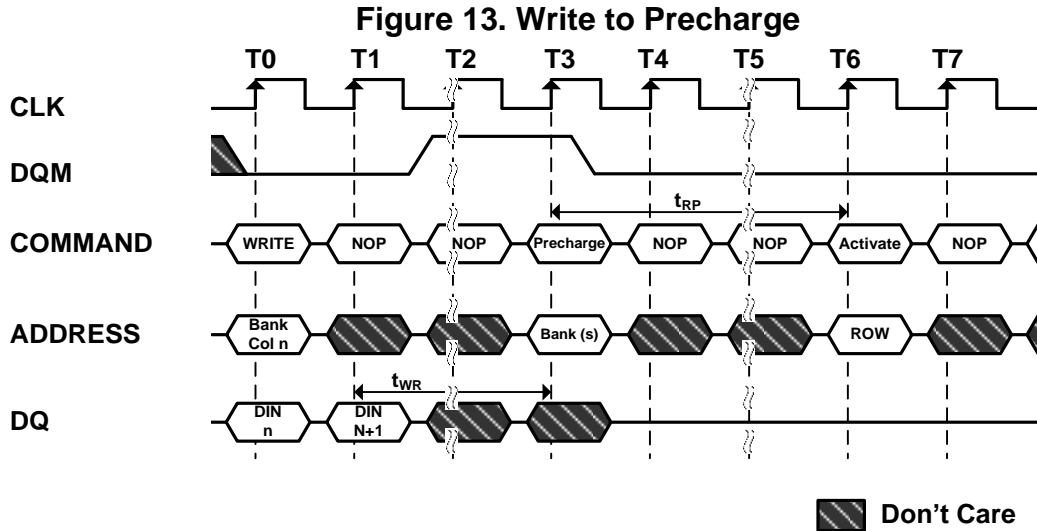 Figure 13. Write to Precharge
T0 T1 T2 T3 T4 T5 T6 T7
CLK
DQM
tRP
COMMAND WRITE NOP NOP Precharge NOP NOP Activate NOP
ADDRESS Bank Col n Bank (s) ROW
tWR
DQ DIN n DIN N+1
Don't Care